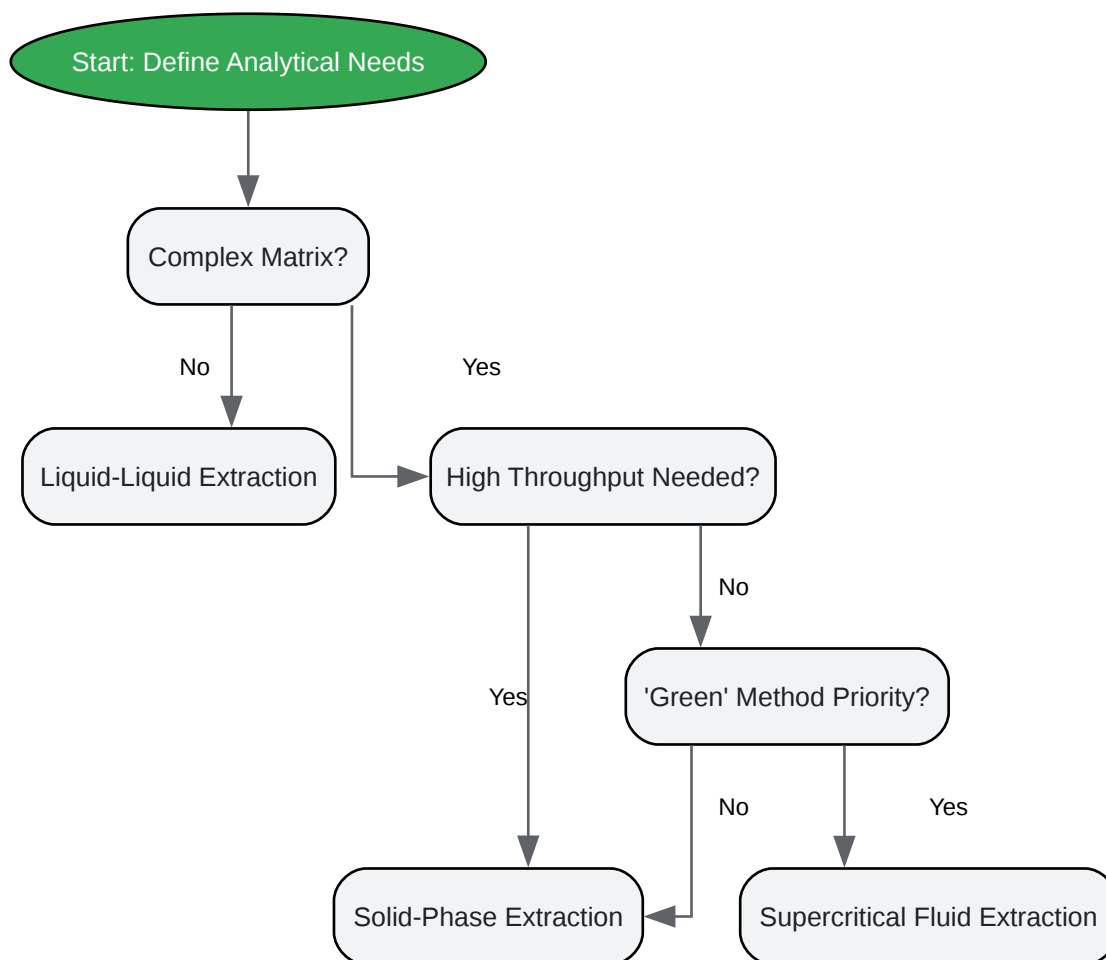 Start: Define Analytical Needs
Complex Matrix?
No
Yes
Liquid-Liquid Extraction
High Throughput Needed?
No
'Green' Method Priority?
Yes
No
Yes
Solid-Phase Extraction
Supercritical Fluid Extraction